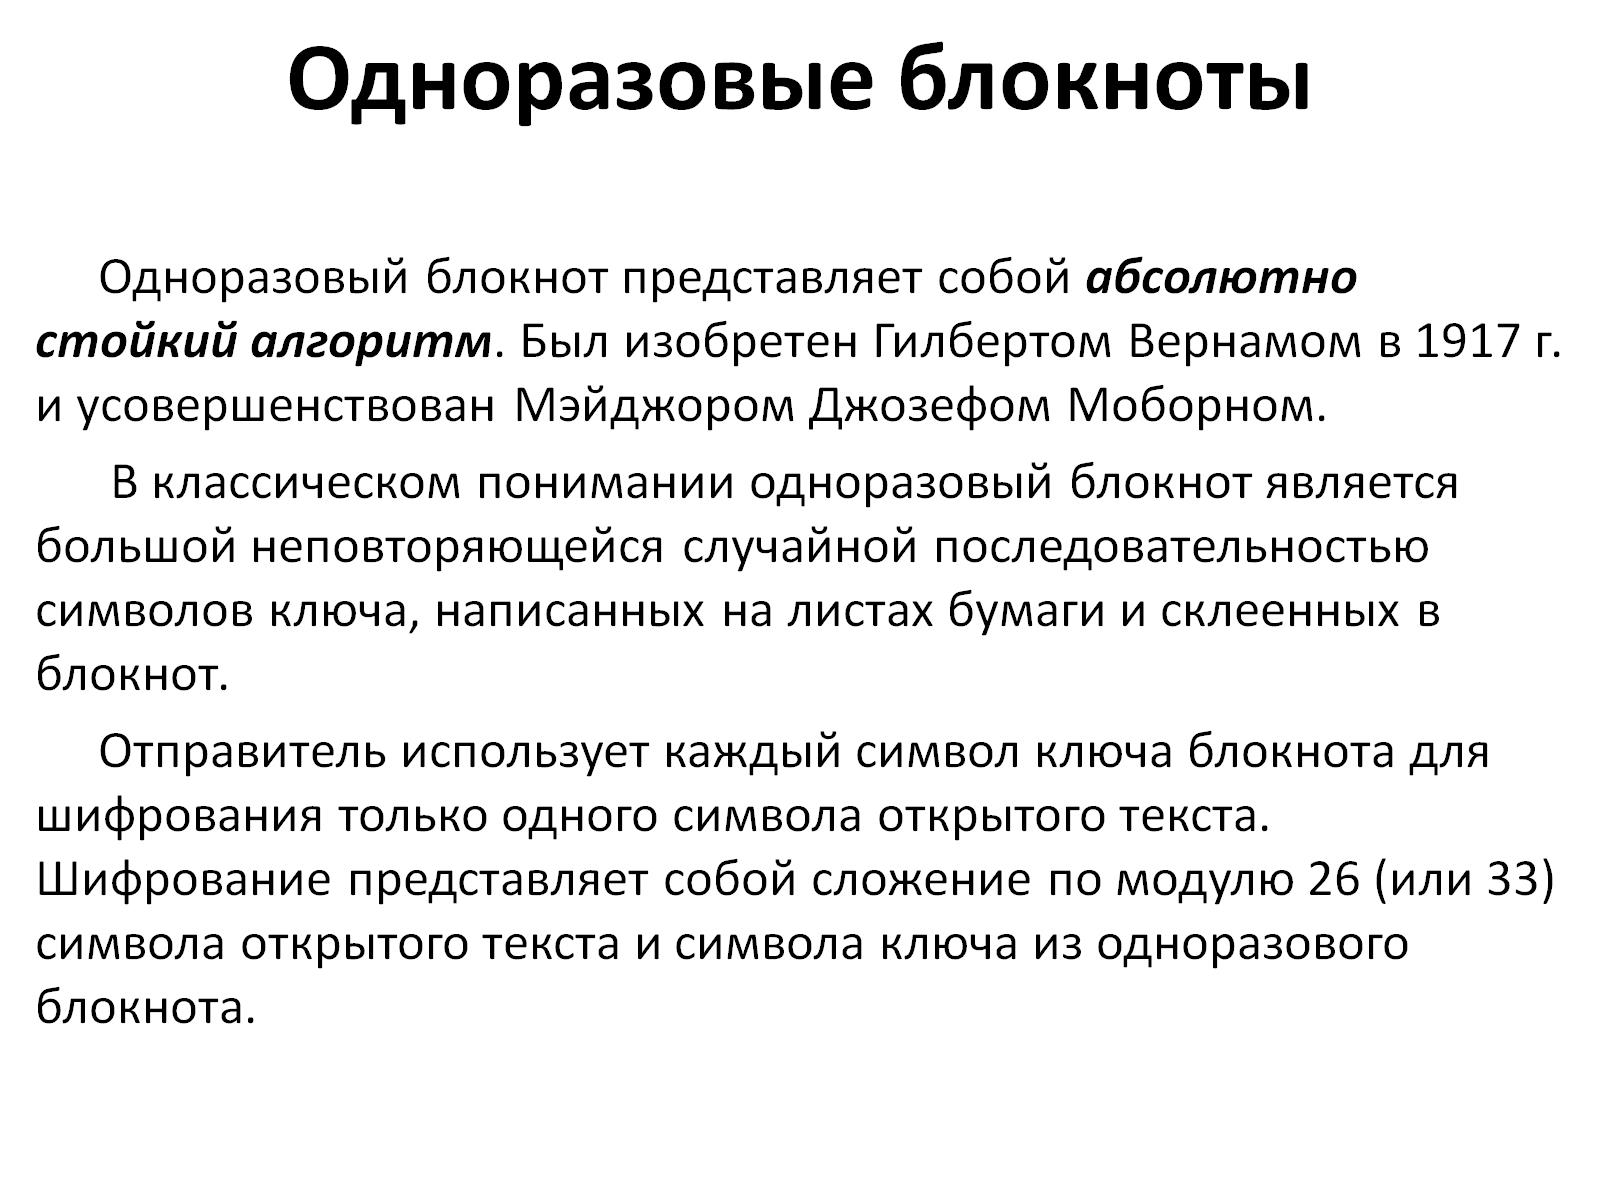 Одноразовые блокноты
Одноразовый блокнот представляет собой абсолютно
стойкий алгоритм. Был изобретен Гилбертом Вернамом в 1917 г.
и усовершенствован Мэйджором Джозефом Моборном.
В классическом понимании одноразовый блокнот является
большой неповторяющейся случайной последовательностью
символов ключа, написанных на листах бумаги и склеенных в
блокнот.
Отправитель использует каждый символ ключа блокнота для
шифрования только одного символа открытого текста.
Шифрование представляет собой сложение по модулю 26 (или 33)
символа открытого текста и символа ключа из одноразового
блокнота.